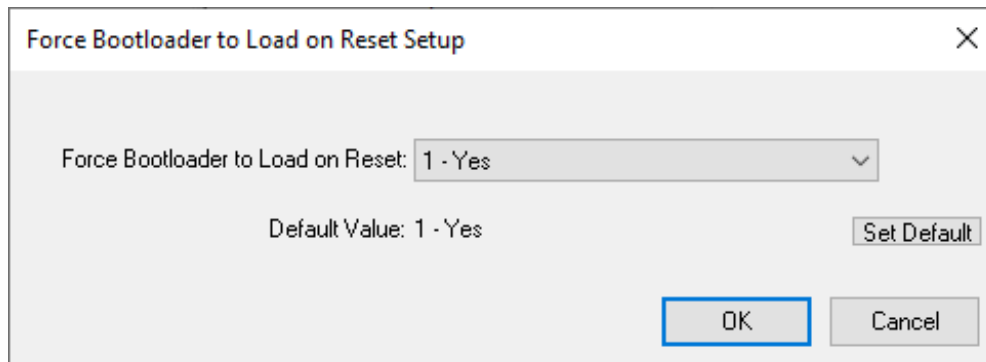 Force Bootloader to Load on Reset Setup
Force Bootloader to Load on Reset: 1 - Yes
Default Value: 1 - Yes Set Default
OK Cancel